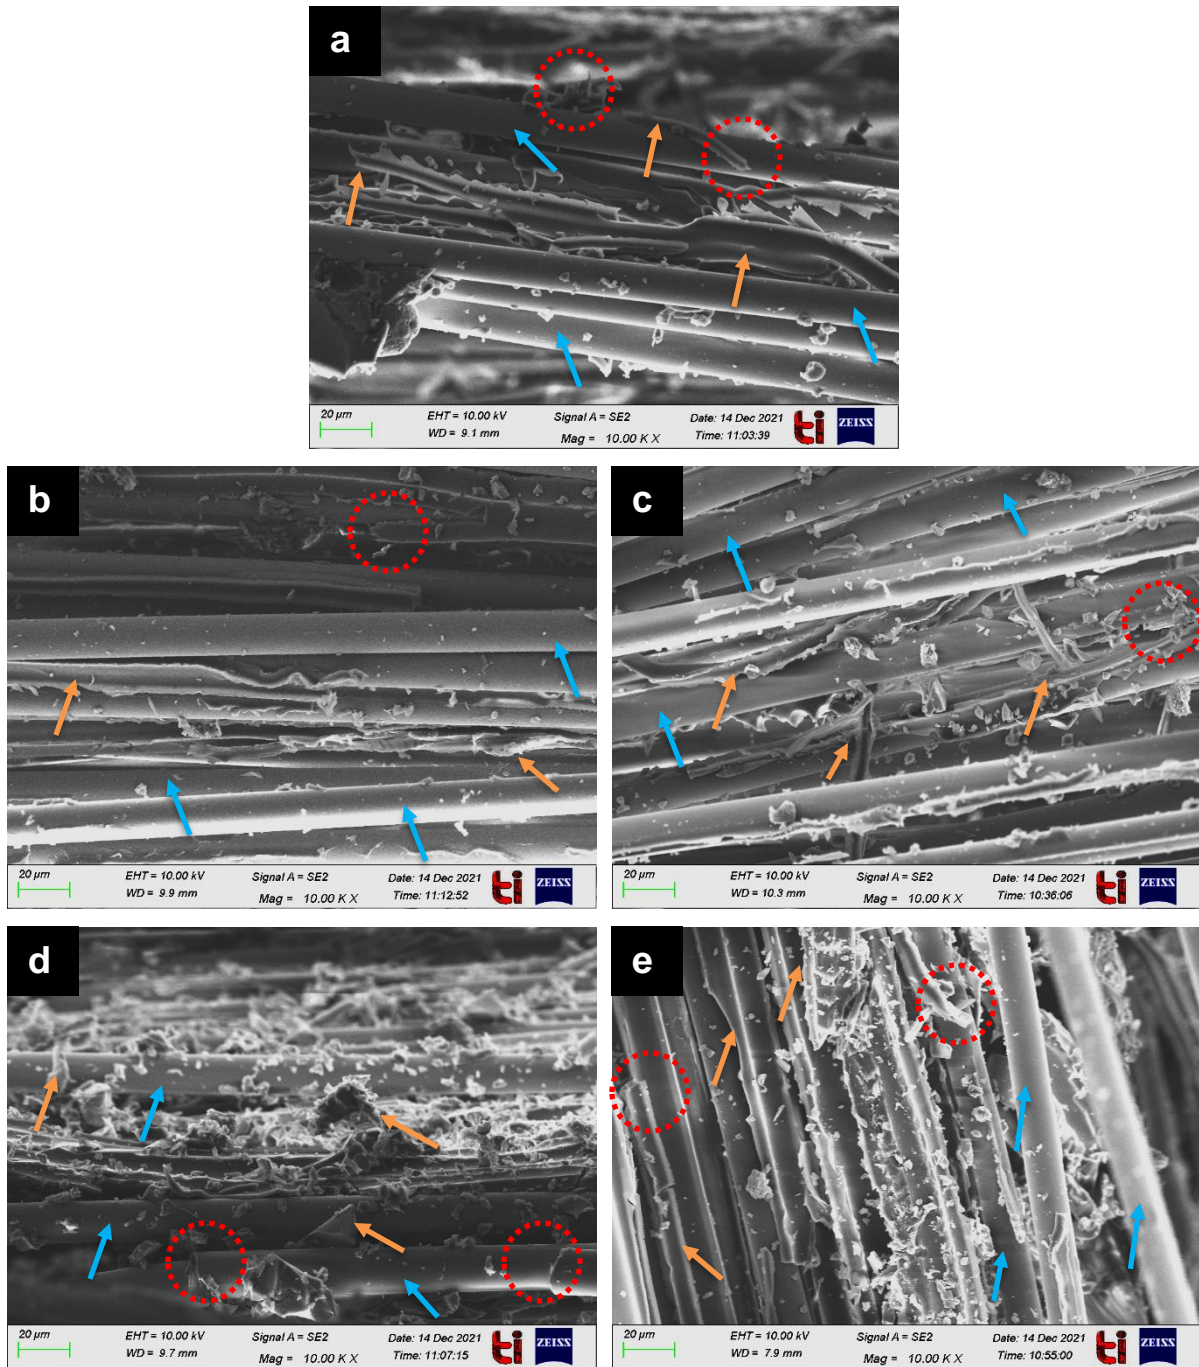 a
20 µm
EHT = 10.00 kV
WD = 9.1 mm
Signal A = SE2
Mag = 10.00 K X
Date: 14 Dec 2021
Time: 11:03:39
ti
ZEISS
b
20 µm
EHT = 10.00 kV
WD = 9.9 mm
Signal A = SE2
Mag = 10.00 K X
Date: 14 Dec 2021
Time: 11:12:52
ti
ZEISS
c
20 µm
EHT = 10.00 kV
WD = 10.3 mm
Signal A = SE2
Mag = 10.00 K X
Date: 14 Dec 2021
Time: 10:36:06
ti
ZEISS
d
20 µm
EHT = 10.00 kV
WD = 9.7 mm
Signal A = SE2
Mag = 10.00 K X
Date: 14 Dec 2021
Time: 11:07:15
ti
ZEISS
e
20 µm
EHT = 10.00 kV
WD = 7.9 mm
Signal A = SE2
Mag = 10.00 K X
Date: 14 Dec 2021
Time: 10:55:00
ti
ZEISS